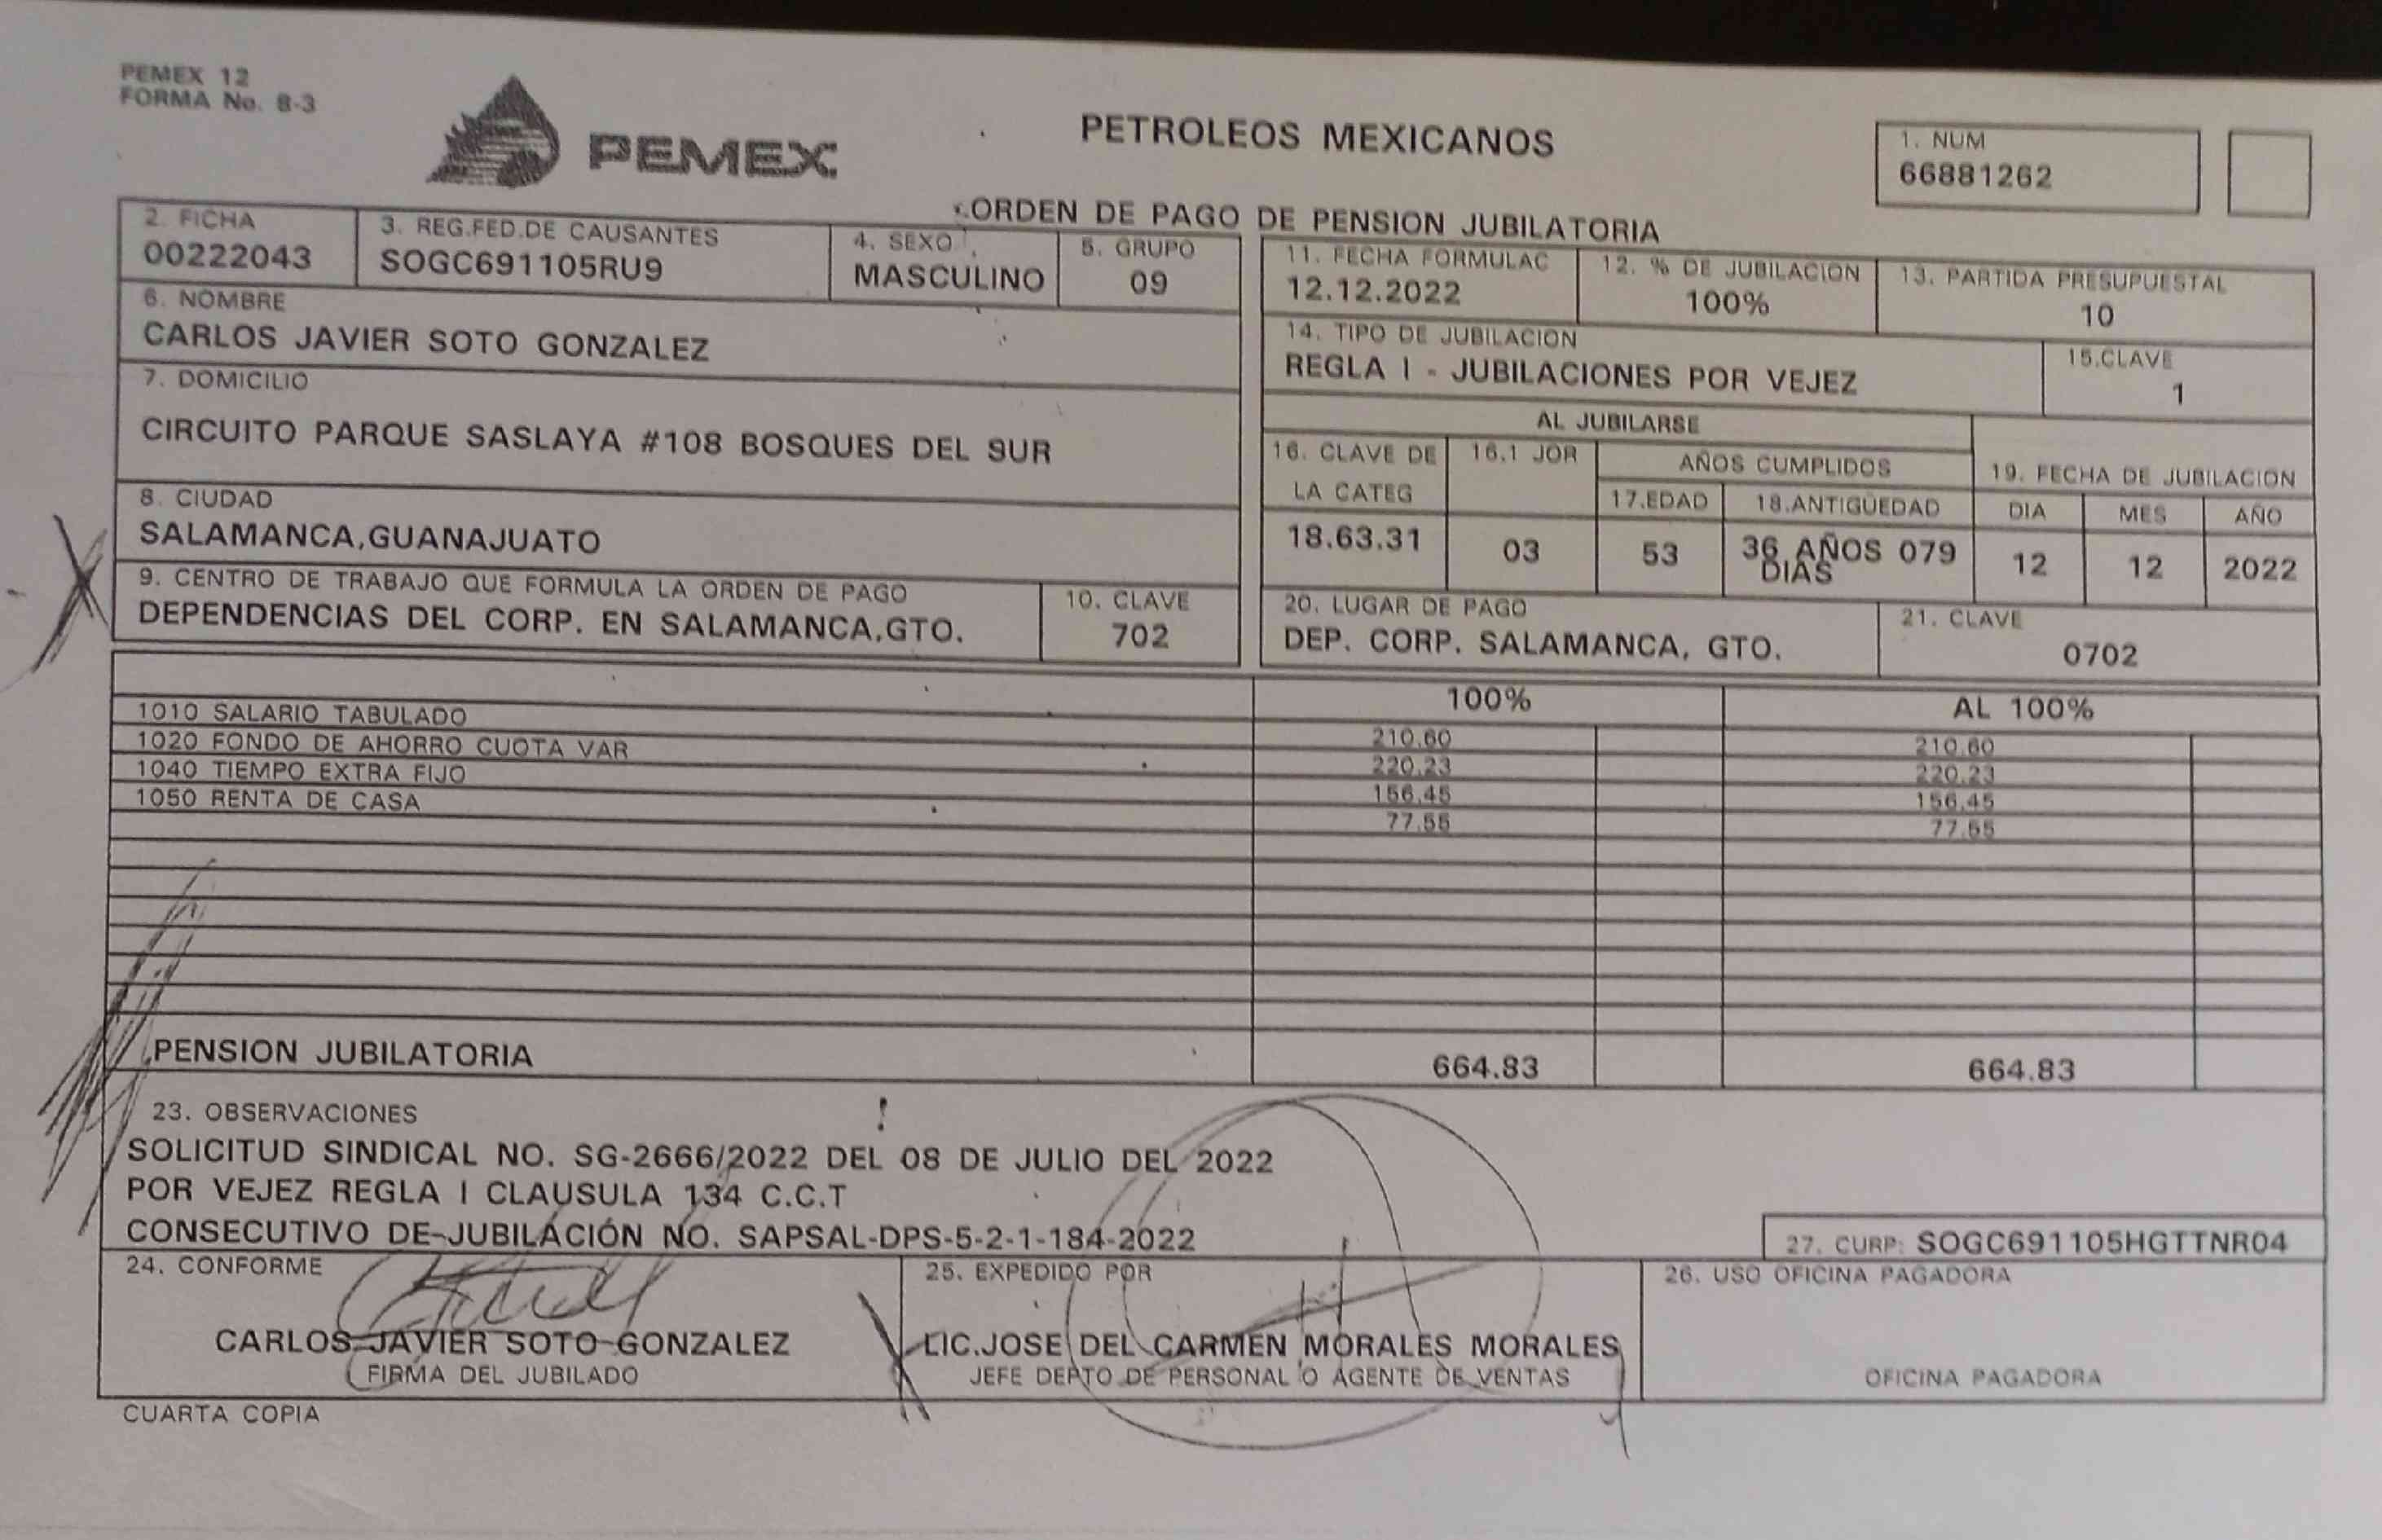 PEMEX 12
FORMA No. 8-3
PEMEX
PETROLEOS MEXICANOS
1. NUM
66881262
ORDEN DE PAGO DE PENSION JUBILATORIA
2. FICHA
00222043
3. REG.FED.DE CAUSANTES
SOGC691105RU9
4. SEXO
MASCULINO
5. GRUPO
09
6. NOMBRE
CARLOS JAVIER SOTO GONZALEZ
7. DOMICILIO
CIRCUITO PARQUE SASLAYA #108 BOSQUES DEL SUR
8. CIUDAD
SALAMANCA,GUANAJUATO
9. CENTRO DE TRABAJO QUE FORMULA LA ORDEN DE PAGO
DEPENDENCIAS DEL CORP. EN SALAMANCA,GTO.
10. CLAVE
702
11. FECHA FORMULAC
12.12.2022
12. % DE JUBILACION
100%
13. PARTIDA PRESUPUESTAL
10
14. TIPO DE JUBILACION
REGLA I - JUBILACIONES POR VEJEZ
15.CLAVE
1
AL JUBILARSE
16. CLAVE DE
LA CATEG
18.63.31
16.1 JOR
03
AÑOS CUMPLIDOS
17.EDAD
53
18.ANTIGÜEDAD
36 AÑOS 079
DIAS
19. FECHA DE JUBILACION
DIA MES AÑO
12 12 2022
20. LUGAR DE PAGO
DEP. CORP. SALAMANCA, GTO.
21. CLAVE
0702
100% AL 100%
1010 SALARIO TABULADO 210.60 210.60
1020 FONDO DE AHORRO CUOTA VAR 220.23 220.23
1040 TIEMPO EXTRA FIJO 156.45 156.45
1050 RENTA DE CASA 77.55 77.55
PENSION JUBILATORIA 664.83 664.83
23. OBSERVACIONES
SOLICITUD SINDICAL NO. SG-2666/2022 DEL 08 DE JULIO DEL 2022
POR VEJEZ REGLA I CLAUSULA 134 C.C.T
CONSECUTIVO DE JUBILACIÓN NO. SAPSAL-DPS-5-2-1-184-2022
27. CURP: SOGC691105HGTTNR04
24. CONFORME
CARLOS JAVIER SOTO GONZALEZ
FIRMA DEL JUBILADO
25. EXPEDIDO POR
LIC.JOSE DEL CARMEN MORALES MORALES
JEFE DEPTO DE PERSONAL O AGENTE DE VENTAS
26. USO OFICINA PAGADORA
OFICINA PAGADORA
CUARTA COPIA